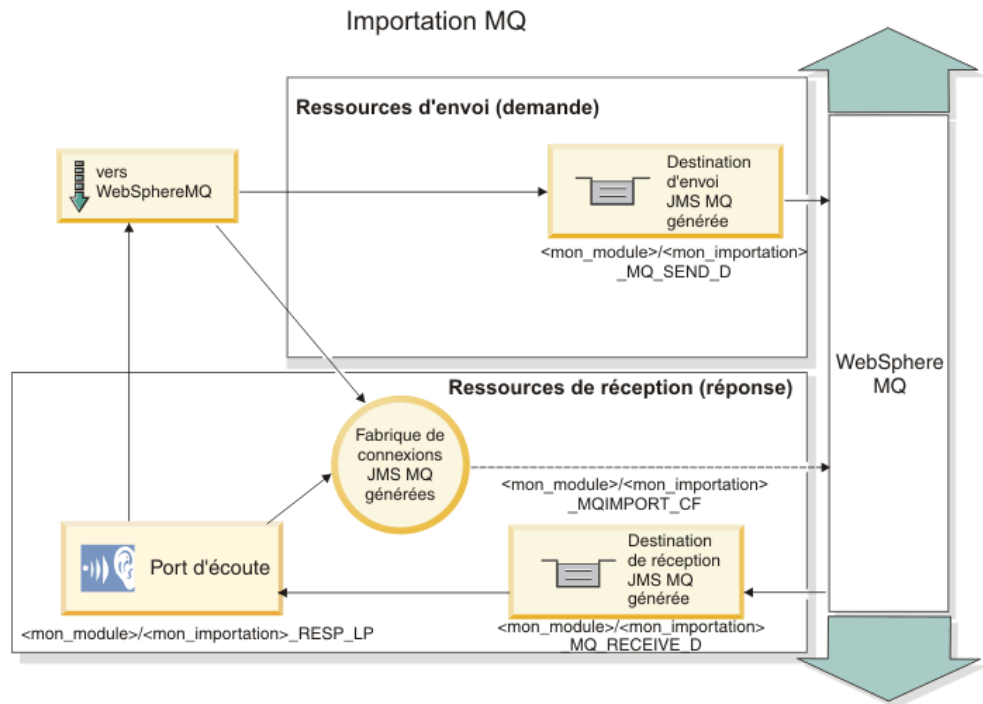 Importation MQ
Ressources d'envoi (demande)
vers
WebSphereMQ
Destination
d'envoi
JMS MQ
générée
<mon_module>/<mon_importation>
_MQ_SEND_D
WebSphere
MQ
Ressources de réception (réponse)
Fabrique de
connexions
JMS MQ
générées
<mon_module>/<mon_importation>
_MQIMPORT_CF
Port d'écoute
<mon_module>/<mon_importation>_RESP_LP
Destination
de réception
JMS MQ
générée
<mon_module>/<mon_importation>
_MQ_RECEIVE_D